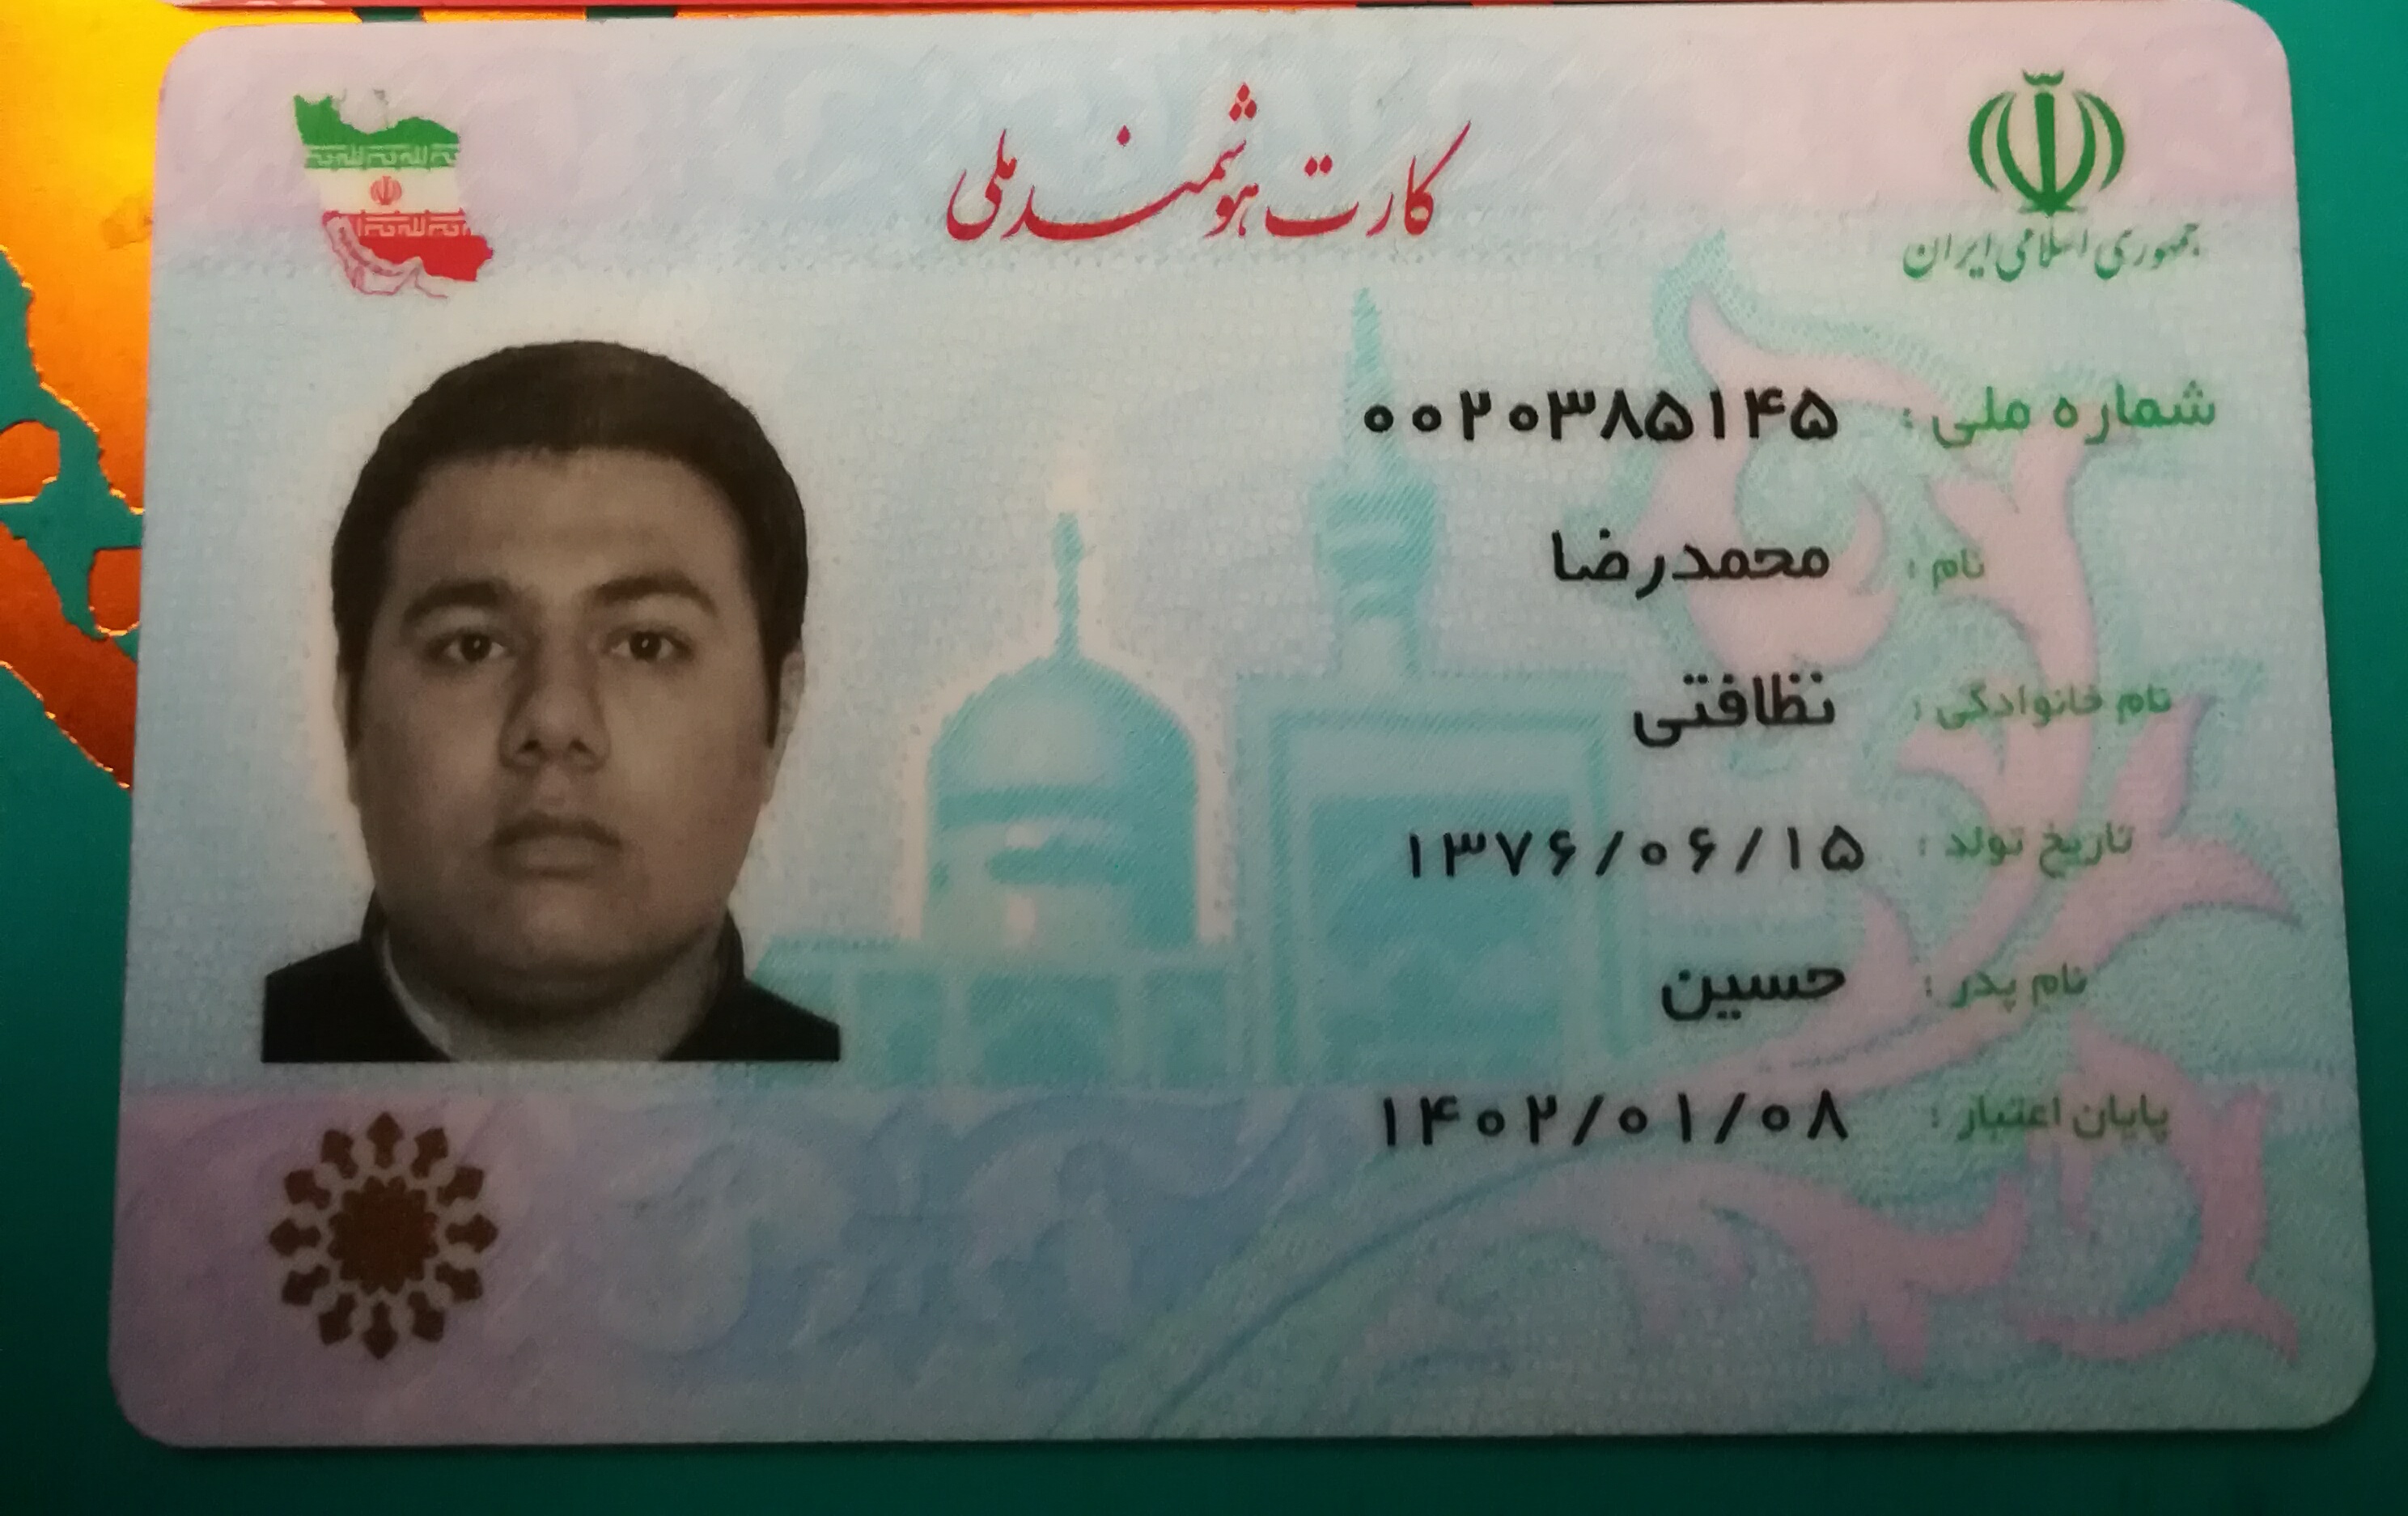 جمهوری اسلامی ایران
کارت هوشمند ملی
شماره ملی : ۰۰۲۰۳۸۵۱۴۵
نام : محمدرضا
نام خانوادگی : نظافتی
تاریخ تولد : ۱۳۷۶/۰۶/۱۵
نام پدر : حسین
پایان اعتبار : ۱۴۰۲/۰۱/۰۸